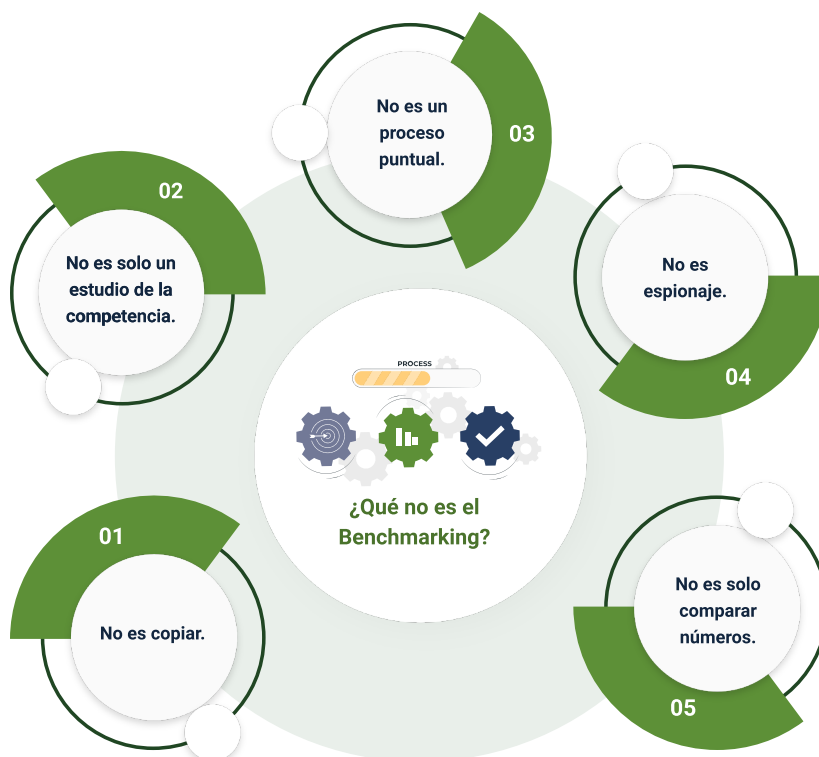 PROCESS
¿Qué no es el
Benchmarking?
01
No es copiar.
02
No es solo un
estudio de la
competencia.
03
No es un
proceso
puntual.
04
No es
espionaje.
05
No es solo
comparar
números.